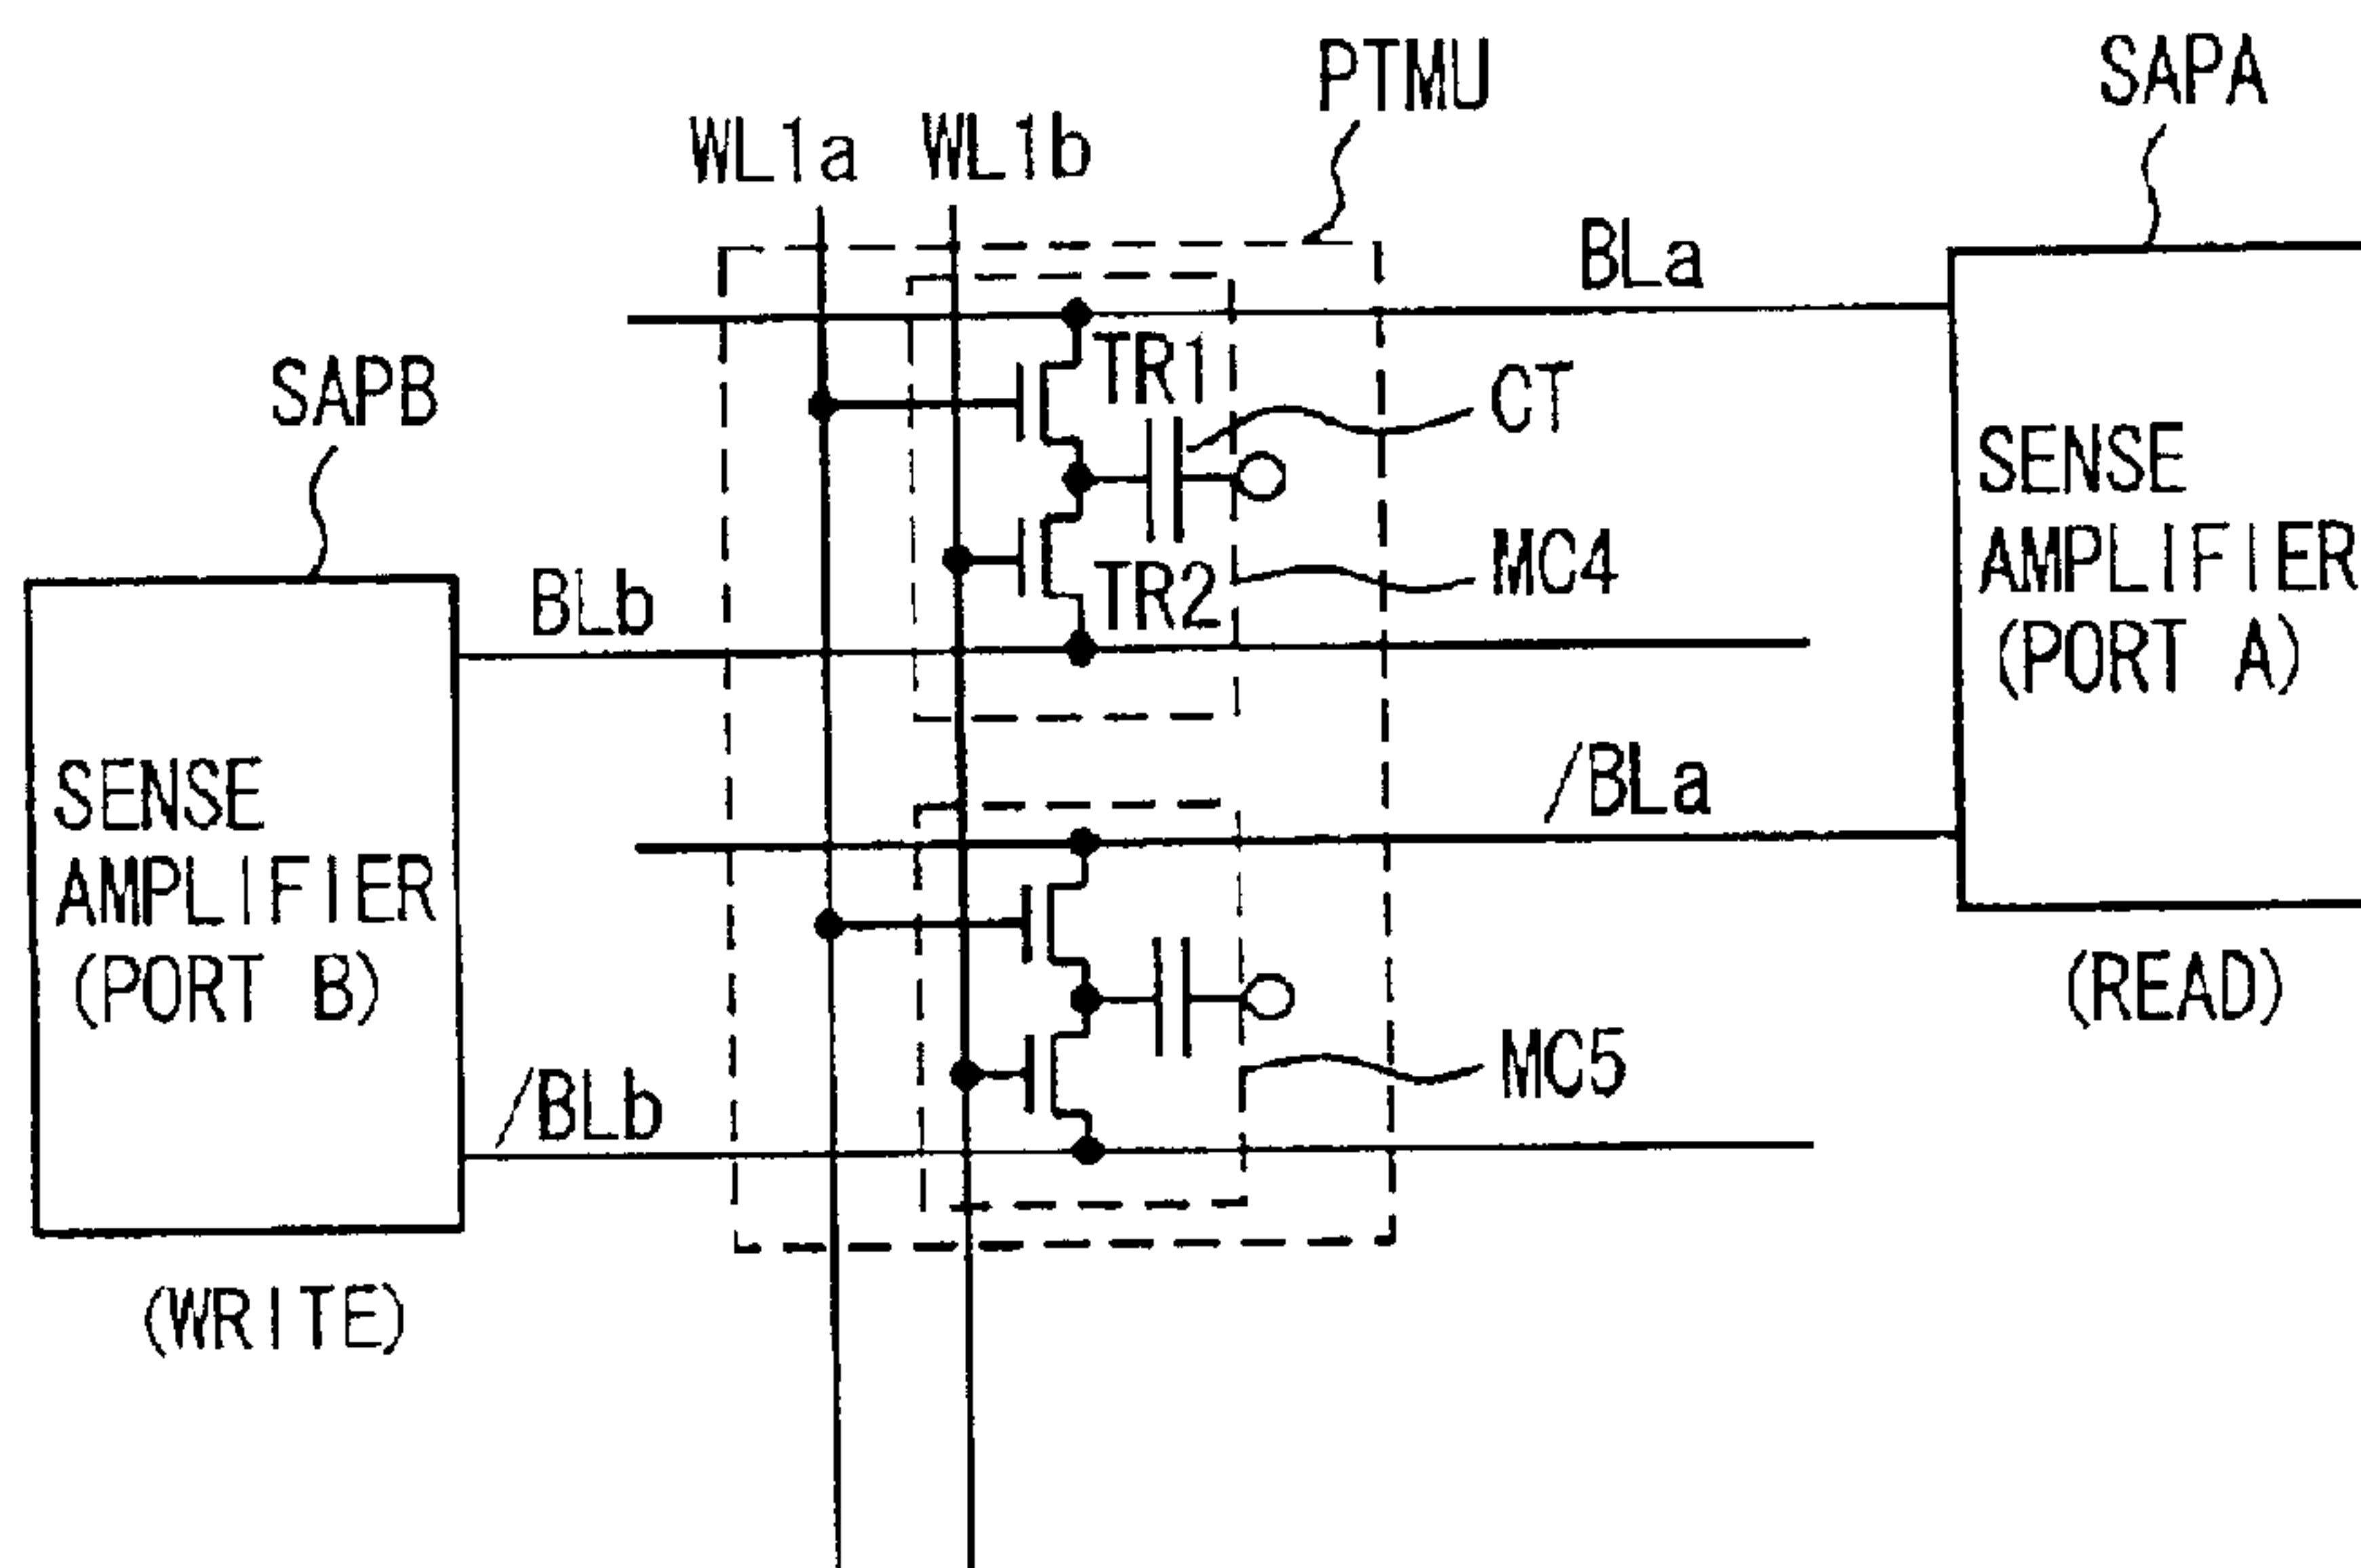 PTMU
SAPA
WL1a
WL1b
BLa
SAPB
TR1
CT
SENSE
AMPLIFIER
(PORT A)
MC4
BLb
TR2
/BLa
SENSE
AMPLIFIER
(PORT B)
(READ)
MC5
/BLb
(WRITE)